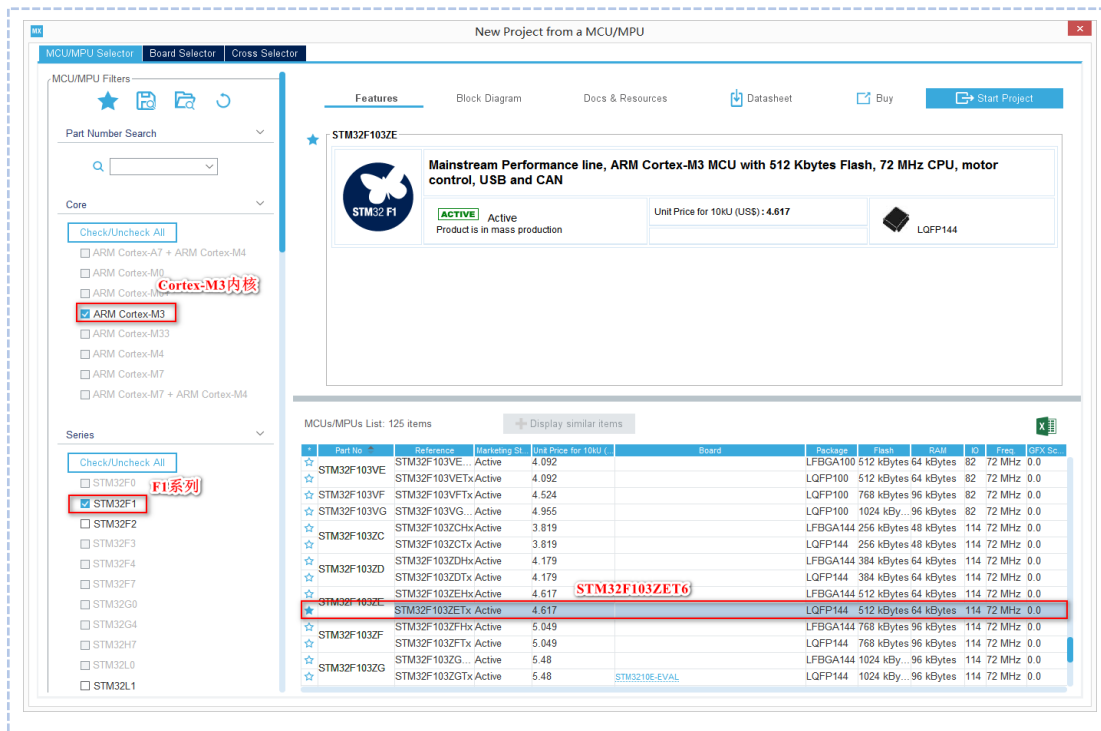 MX
New Project from a MCU/MPU
MCU/MPU Selector Board Selector Cross Selector
MCU/MPU Filters
Features Block Diagram Docs & Resources Datasheet Buy Start Project
Part Number Search
STM32F103ZE
STM32 F1
Mainstream Performance line, ARM Cortex-M3 MCU with 512 Kbytes Flash, 72 MHz CPU, motor
control, USB and CAN
ACTIVE Active
Product is in mass production
Unit Price for 10kU (US$) : 4.617
LQFP144
Core
Check/Uncheck All
ARM Cortex-A7 + ARM Cortex-M4
ARM Cortex-M0
Cortex-M3内核
ARM Cortex-M3
ARM Cortex-M33
ARM Cortex-M4
ARM Cortex-M7
ARM Cortex-M7 + ARM Cortex-M4
Series
Check/Uncheck All
STM32F0
F1系列
STM32F1
STM32F2
STM32F3
STM32F4
STM32F7
STM32G0
STM32G4
STM32H7
STM32L0
STM32L1
MCUs/MPUs List: 125 items Display similar items
* Part No Reference Marketing St... Unit Price for 10kU (... Board Package Flash RAM IO Freq. GFX Sc...
STM32F103VE STM32F103VE... Active 4.092 LFBGA100 512 kBytes 64 kBytes 82 72 MHz 0.0
STM32F103VETx Active 4.092 LQFP100 512 kBytes 64 kBytes 82 72 MHz 0.0
STM32F103VF STM32F103VFTx Active 4.524 LQFP100 768 kBytes 96 kBytes 82 72 MHz 0.0
STM32F103VG STM32F103VG... Active 4.955 LQFP100 1024 kBy... 96 kBytes 82 72 MHz 0.0
STM32F103ZC STM32F103ZCHx Active 3.819 LFBGA144 256 kBytes 48 kBytes 114 72 MHz 0.0
STM32F103ZCTx Active 3.819 LQFP144 256 kBytes 48 kBytes 114 72 MHz 0.0
STM32F103ZD STM32F103ZDHx Active 4.179 LFBGA144 384 kBytes 64 kBytes 114 72 MHz 0.0
STM32F103ZDTx Active 4.179 LQFP144 384 kBytes 64 kBytes 114 72 MHz 0.0
STM32F103ZE STM32F103ZEHx Active 4.617 STM32F103ZET6 LFBGA144 512 kBytes 64 kBytes 114 72 MHz 0.0
STM32F103ZETx Active 4.617 LQFP144 512 kBytes 64 kBytes 114 72 MHz 0.0
STM32F103ZF STM32F103ZFHx Active 5.049 LFBGA144 768 kBytes 96 kBytes 114 72 MHz 0.0
STM32F103ZFTx Active 5.049 LQFP144 768 kBytes 96 kBytes 114 72 MHz 0.0
STM32F103ZG STM32F103ZG... Active 5.48 LFBGA144 1024 kBy... 96 kBytes 114 72 MHz 0.0
STM32F103ZGTx Active 5.48 STM3210E-EVAL LQFP144 1024 kBy... 96 kBytes 114 72 MHz 0.0